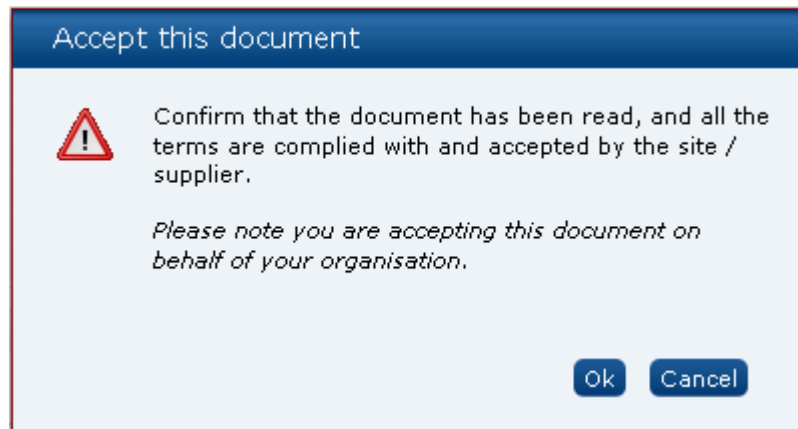 Accept this document
Confirm that the document has been read, and all the
terms are complied with and accepted by the site /
supplier.
Please note you are accepting this document on
behalf of your organisation.
Ok Cancel